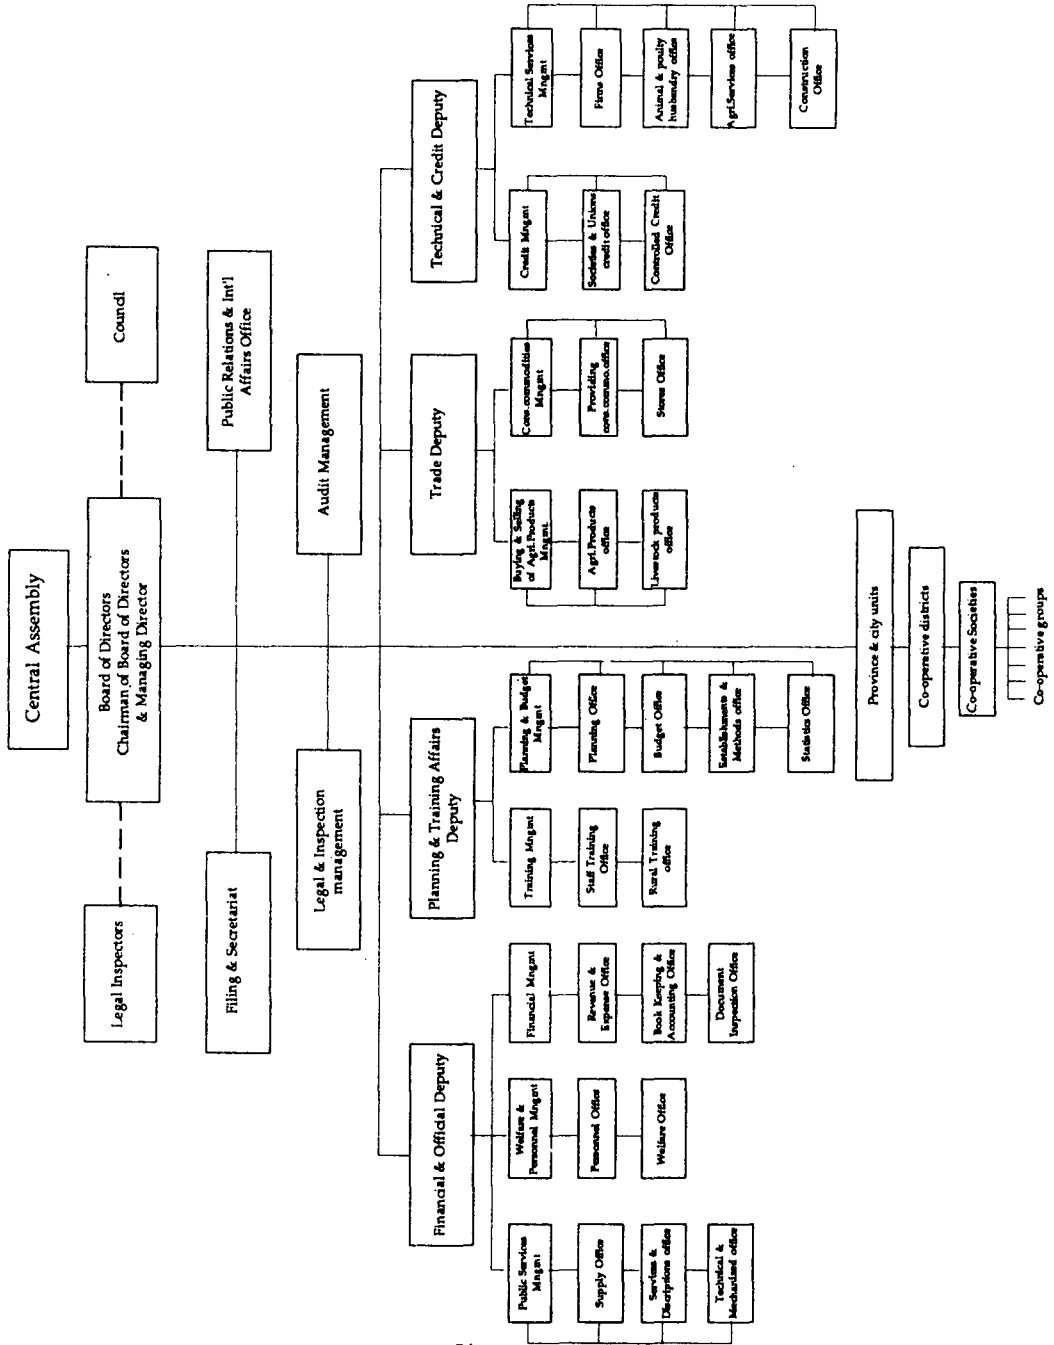 Central Assembly
Legal Inspectors
Board of Directors
Chairman of Board of Directors
& Managing Director
Council
Filing & Secretariat
Public Relations & Int'l
Affairs Office
Legal & Inspection
management
Audit Management
Financial & Official Deputy
Planning & Training Affairs
Deputy
Trade Deputy
Technical & Credit Deputy
Public Services
Mngmt
Supply Office
Services &
Discriptions office
Technical &
Mechanized office
Welfare &
Personnel Mngmt
Personnel Office
Welfare Office
Financial Mngmt
Revenue &
Expense Office
Book Keeping &
Accounting Office
Document
Inspection Office
Training Mngmt
Staff Training
Office
Rural Training
office
Planning & Budget
Mngmt
Planning Office
Budget Office
Establishments &
Methods office
Statistics Office
Buying & Selling
of Agri.Products
Mngmt
Agri.Products
office
Livestock products
office
Cons.commodities
Mngmt
Providing
cons.commo.office
Stores Office
Credit Mngmt
Societies & Unions
credit office
Controlled Credit
Office
Technical Services
Mngmt
Firms Office
Animal & poulty
husbendry office
Agri.Services office
Construction
Office
Province & city units
Co-operative districts
Co-operative Societies
Co-operative groups